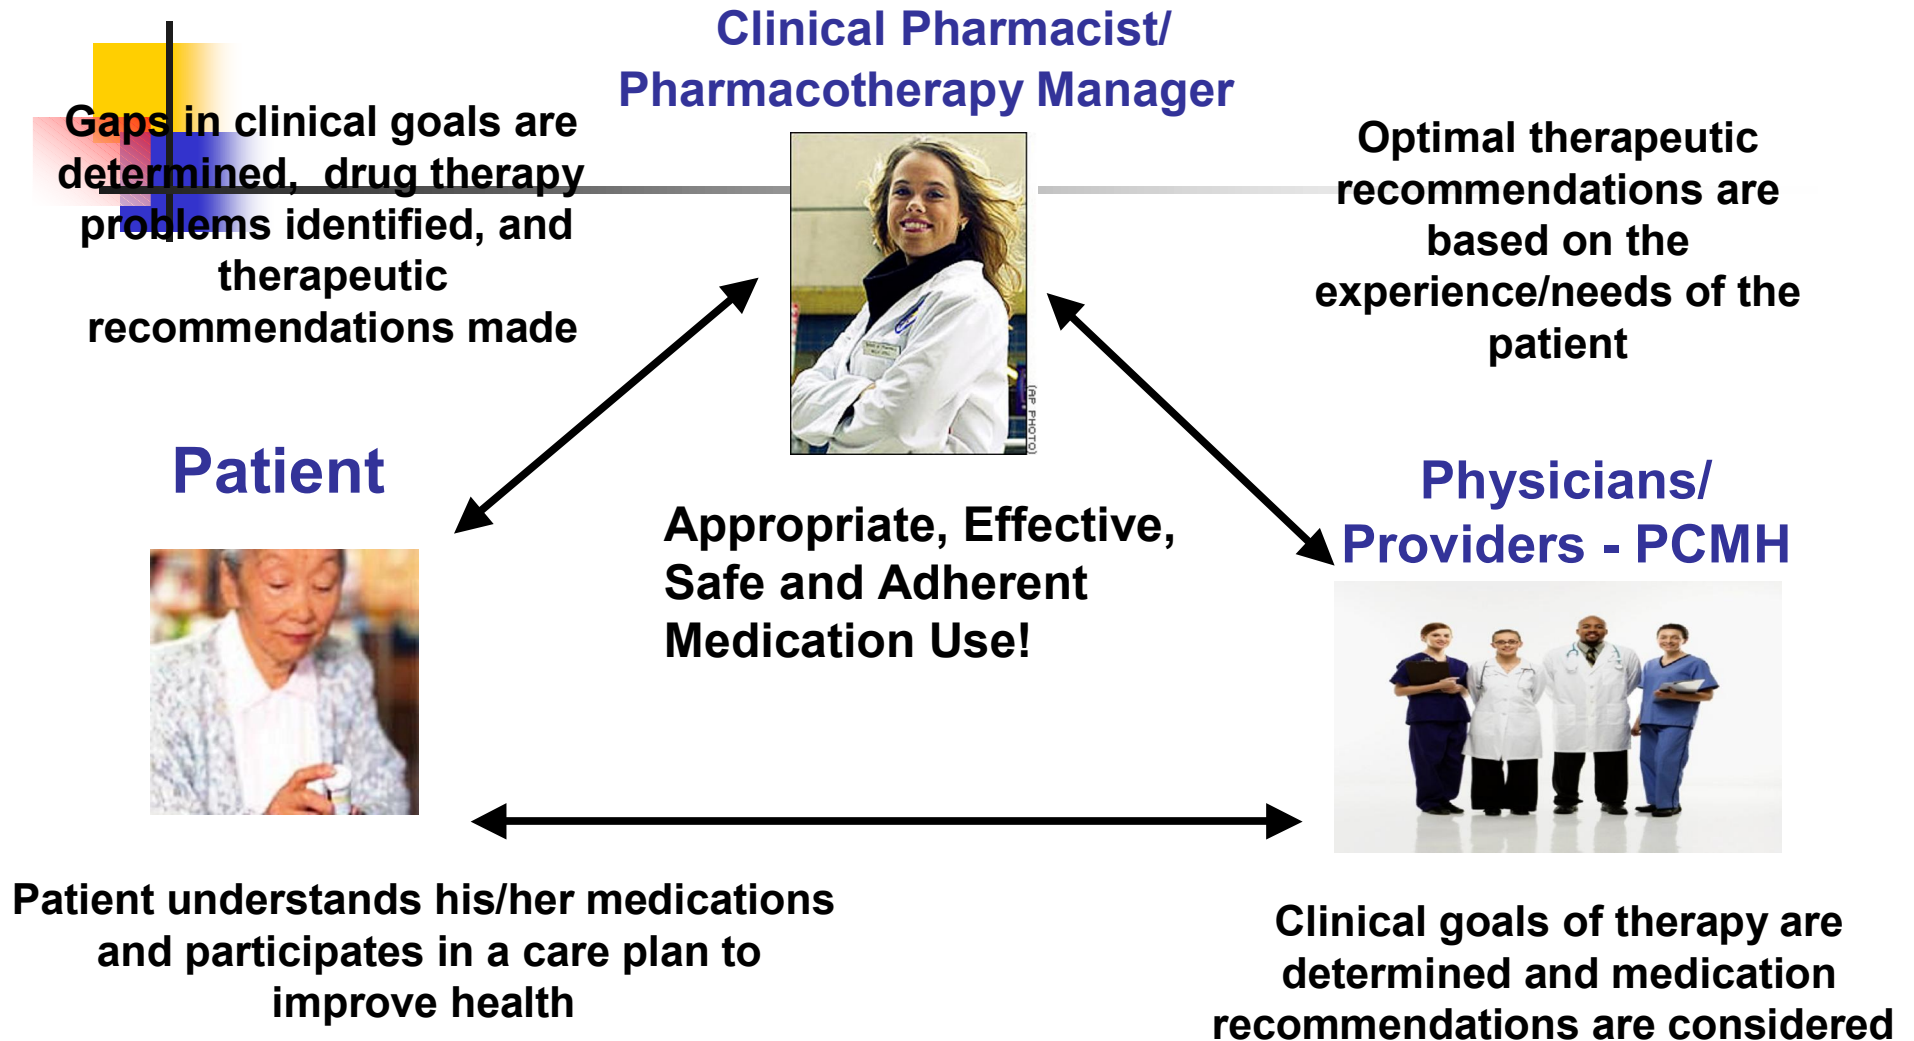 Clinical Pharmacist/
Pharmacotherapy Manager
Gaps in clinical goals are
determined, drug therapy
problems identified, and
therapeutic
recommendations made
Optimal therapeutic
recommendations are
based on the
experience/needs of the
patient
(AP PHOTO)
Patient
Physicians/
Providers - PCMH
Appropriate, Effective,
Safe and Adherent
Medication Use!
Patient understands his/her medications
and participates in a care plan to
improve health
Clinical goals of therapy are
determined and medication
recommendations are considered